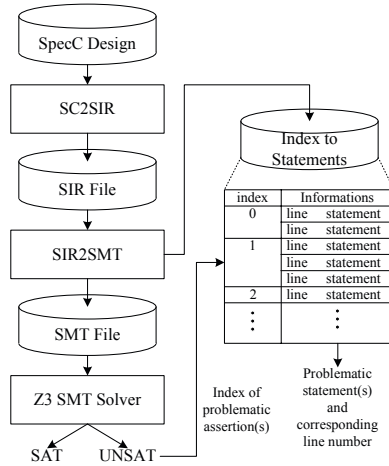 SpecC Design
SC2SIR
SIR File
SIR2SMT
SMT File
Z3 SMT Solver
SAT
UNSAT
Index to
Statements
index Informations
0 line statement
line statement
1 line statement
line statement
line statement
2 line statement
Index of
problematic
assertion(s)
Problematic
statement(s)
and
corresponding
line number